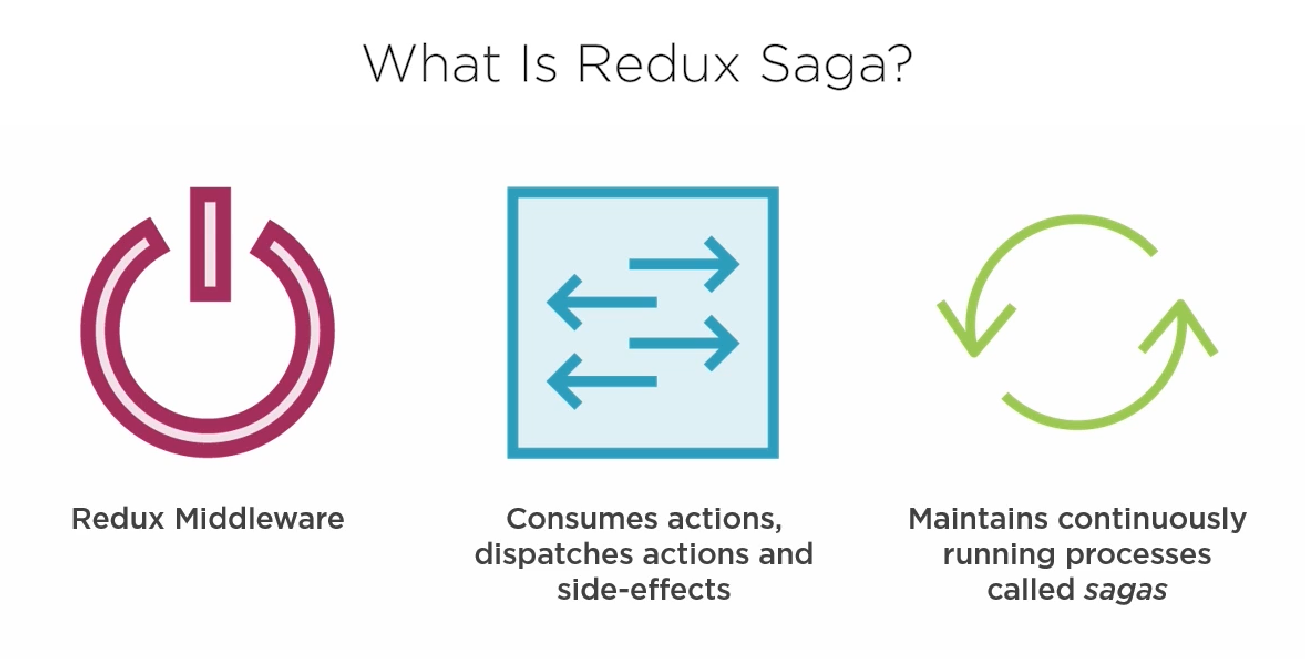 What Is Redux Saga?
Redux Middleware
Consumes actions,
dispatches actions and
side-effects
Maintains continuously
running processes
called sagas